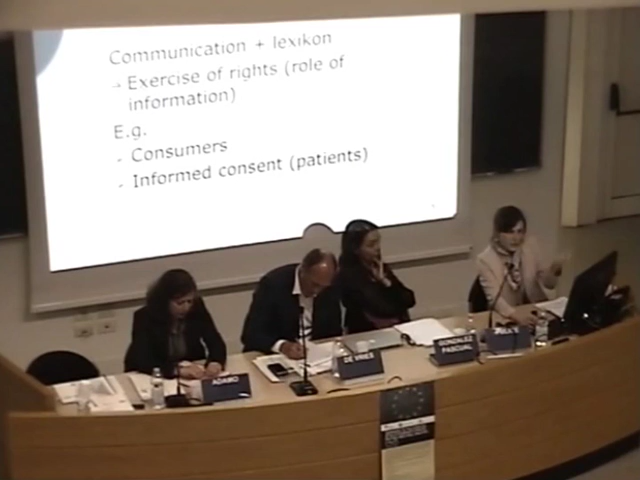 Communication + lexikon
→ Exercise of rights (role of
information)
E.g.
- Consumers
- Informed consent (patients)
ADAMO
DE VRIES
GONZALEZ
PASCUAL